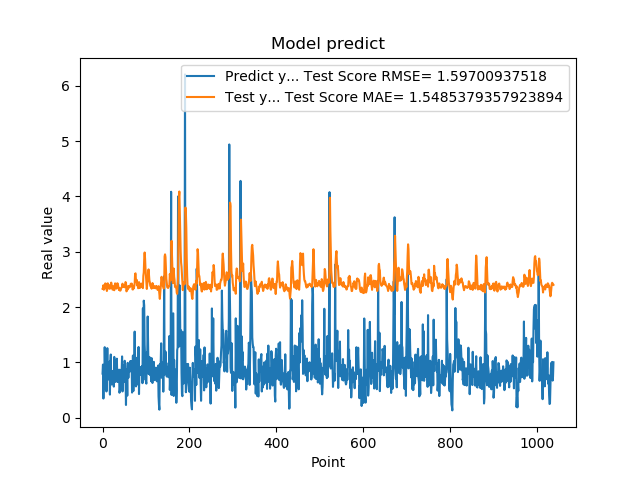 Model predict
Predict y... Test Score RMSE= 1.59700937518
Test y... Test Score MAE= 1.5485379357923894
Real value
6
5
4
3
2
1
0
0 200 400 600 800 1000
Point